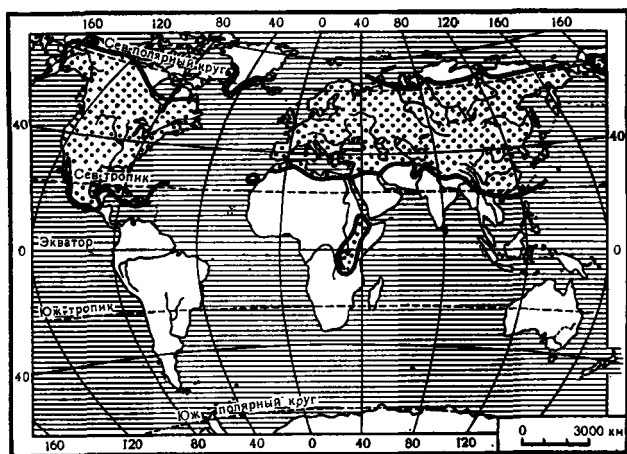 160 120 80 40 0 40 80 120 160 160
Сев. полярный круг
40 40
Сев. тропик
Экватор
0 0
Юж. тропик
40
Юж. полярный круг
0 3000 км
160 120 80 40 0 40 80 120